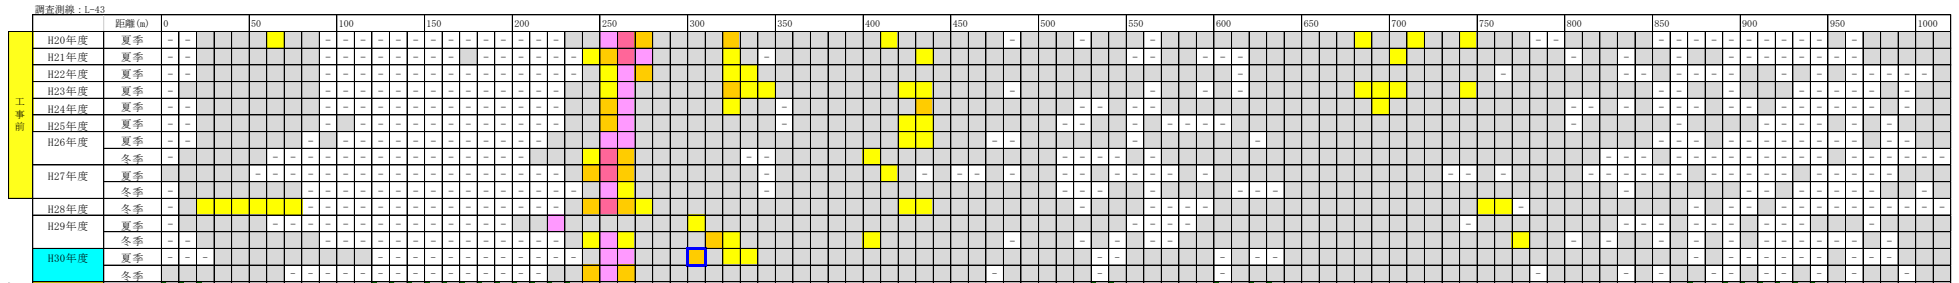 調査測線：L-43
距離(m) 0 50 100 150 200 250 300 350 400 450 500 550 600 650 700 750 800 850 900 950 1000
工事前
H20年度 夏季
H21年度 夏季
H22年度 夏季
H23年度 夏季
H24年度 夏季
H25年度 夏季
H26年度 夏季
冬季
H27年度 夏季
冬季
H28年度 冬季
H29年度 夏季
冬季
H30年度 夏季
冬季